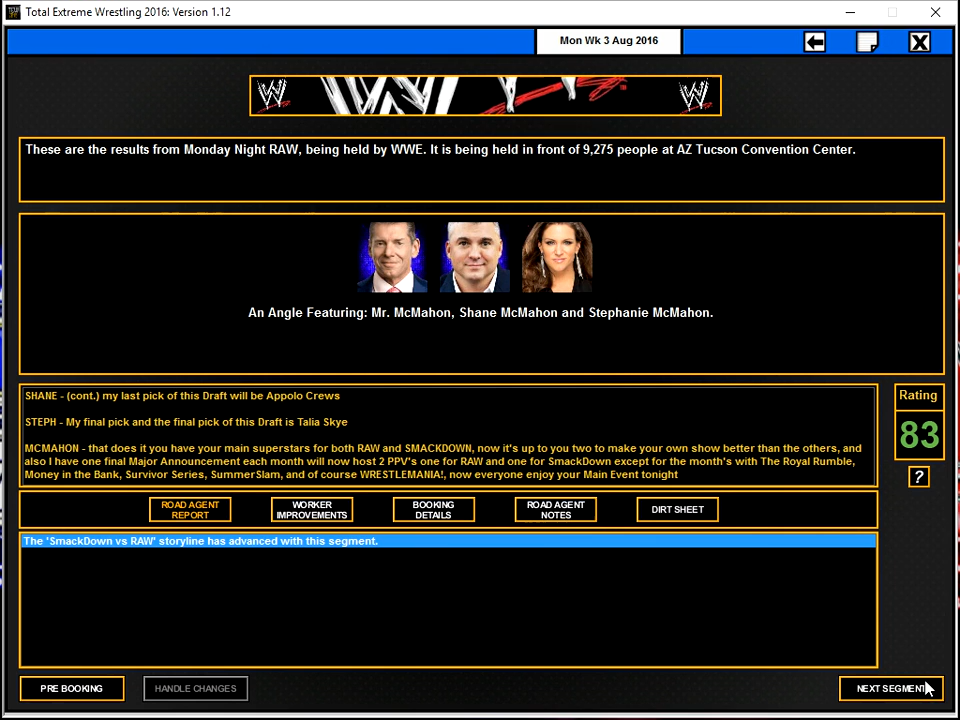 Total Extreme Wrestling 2016: Version 1.12
Mon Wk 3 Aug 2016
These are the results from Monday Night RAW, being held by WWE. It is being held in front of 9,275 people at AZ Tucson Convention Center.
An Angle Featuring: Mr. McMahon, Shane McMahon and Stephanie McMahon.
SHANE - (cont.) my last pick of this Draft will be Appolo Crews
STEPH - My final pick and the final pick of this Draft is Talia Skye
MCMAHON - that does it you have your main superstars for both RAW and SMACKDOWN, now it's up to you two to make your own show better than the others, and
also I have one final Major Announcement each month will now host 2 PPV's one for RAW and one for SmackDown except for the month's with The Royal Rumble,
Money in the Bank, Survivor Series, SummerSlam, and of course WRESTLEMANIA!, now everyone enjoy your Main Event tonight
Rating
83
?
ROAD AGENT
REPORT
WORKER
IMPROVEMENTS
BOOKING
DETAILS
ROAD AGENT
NOTES
DIRT SHEET
The 'SmackDown vs RAW' storyline has advanced with this segment.
PRE BOOKING
HANDLE CHANGES
NEXT SEGMENT